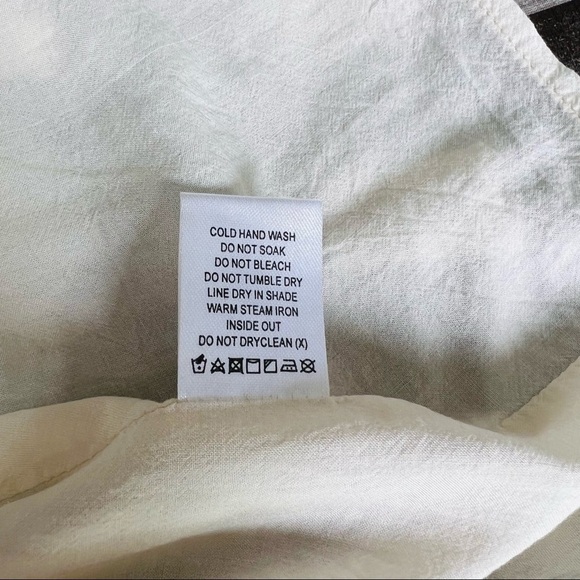 COLD HAND WASH
DO NOT SOAK
DO NOT BLEACH
DO NOT TUMBLE DRY
LINE DRY IN SHADE
WARM STEAM IRON
INSIDE OUT
DO NOT DRYCLEAN (X)